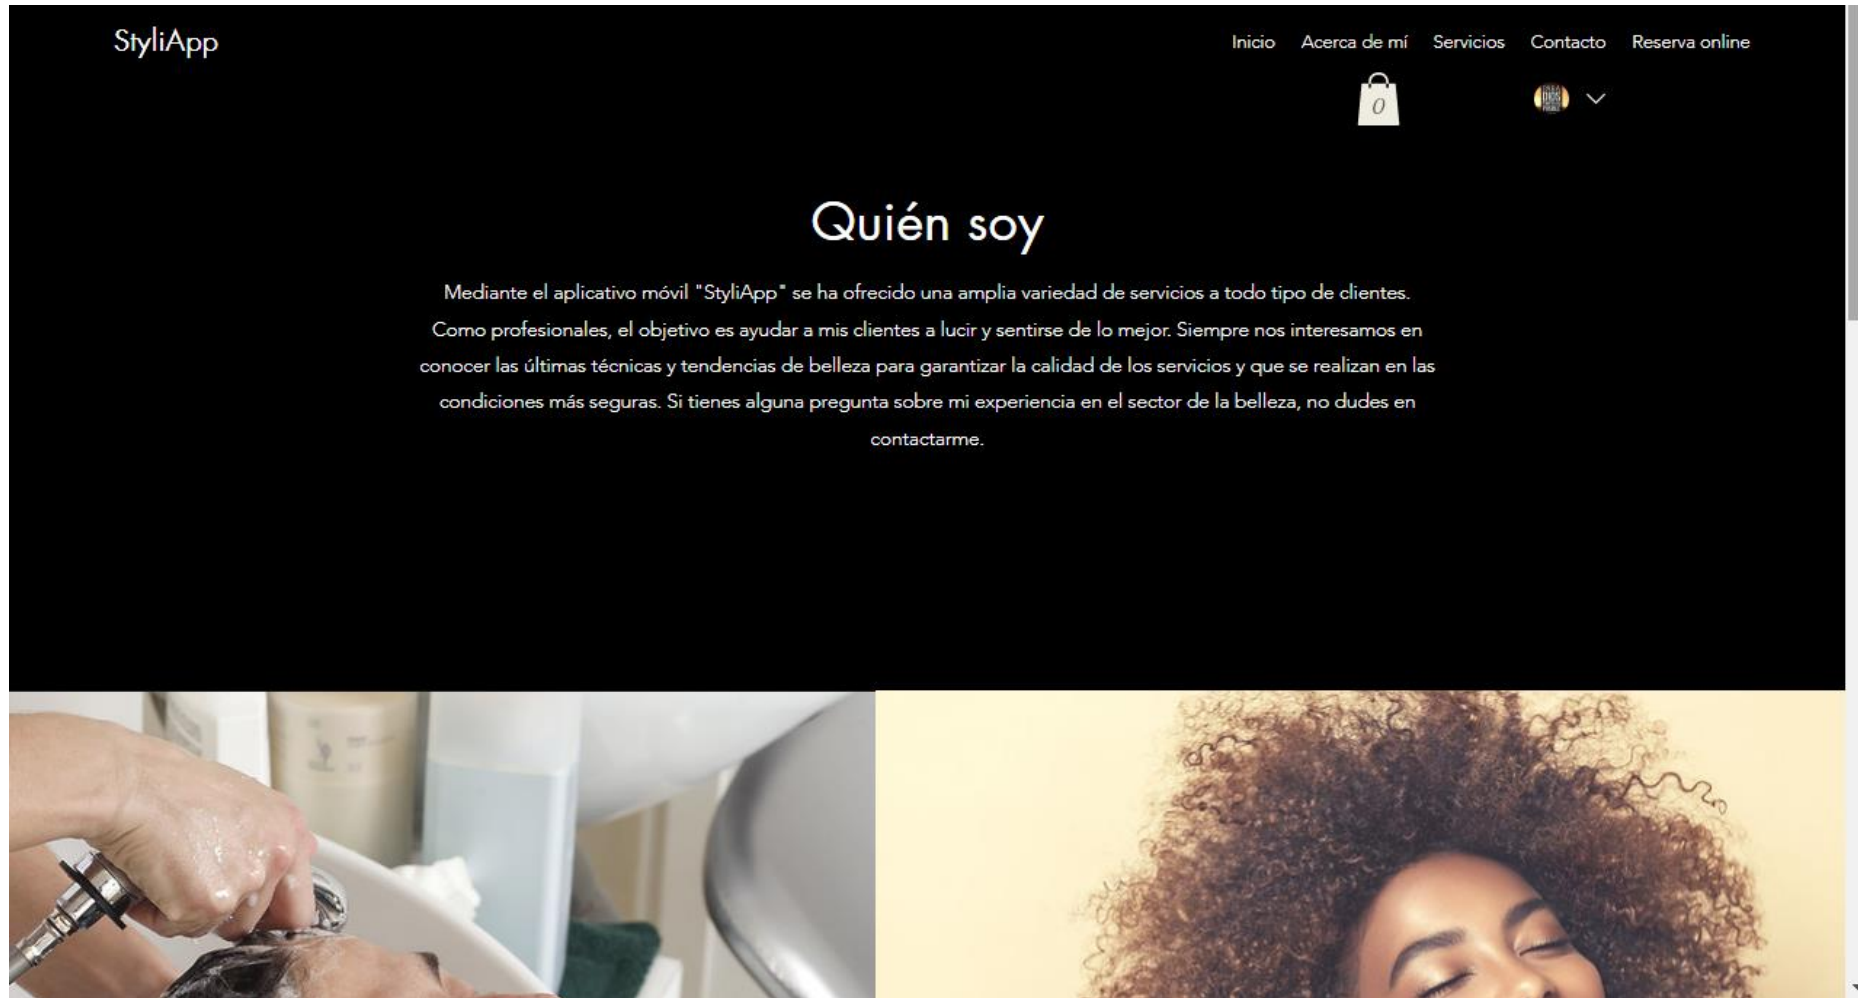 StyliApp
Inicio Acerca de mí Servicios Contacto Reserva online
0
DIOS
Quién soy
Mediante el aplicativo móvil "StyliApp" se ha ofrecido una amplia variedad de servicios a todo tipo de clientes.
Como profesionales, el objetivo es ayudar a mis clientes a lucir y sentirse de lo mejor. Siempre nos interesamos en
conocer las últimas técnicas y tendencias de belleza para garantizar la calidad de los servicios y que se realizan en las
condiciones más seguras. Si tienes alguna pregunta sobre mi experiencia en el sector de la belleza, no dudes en
contactarme.